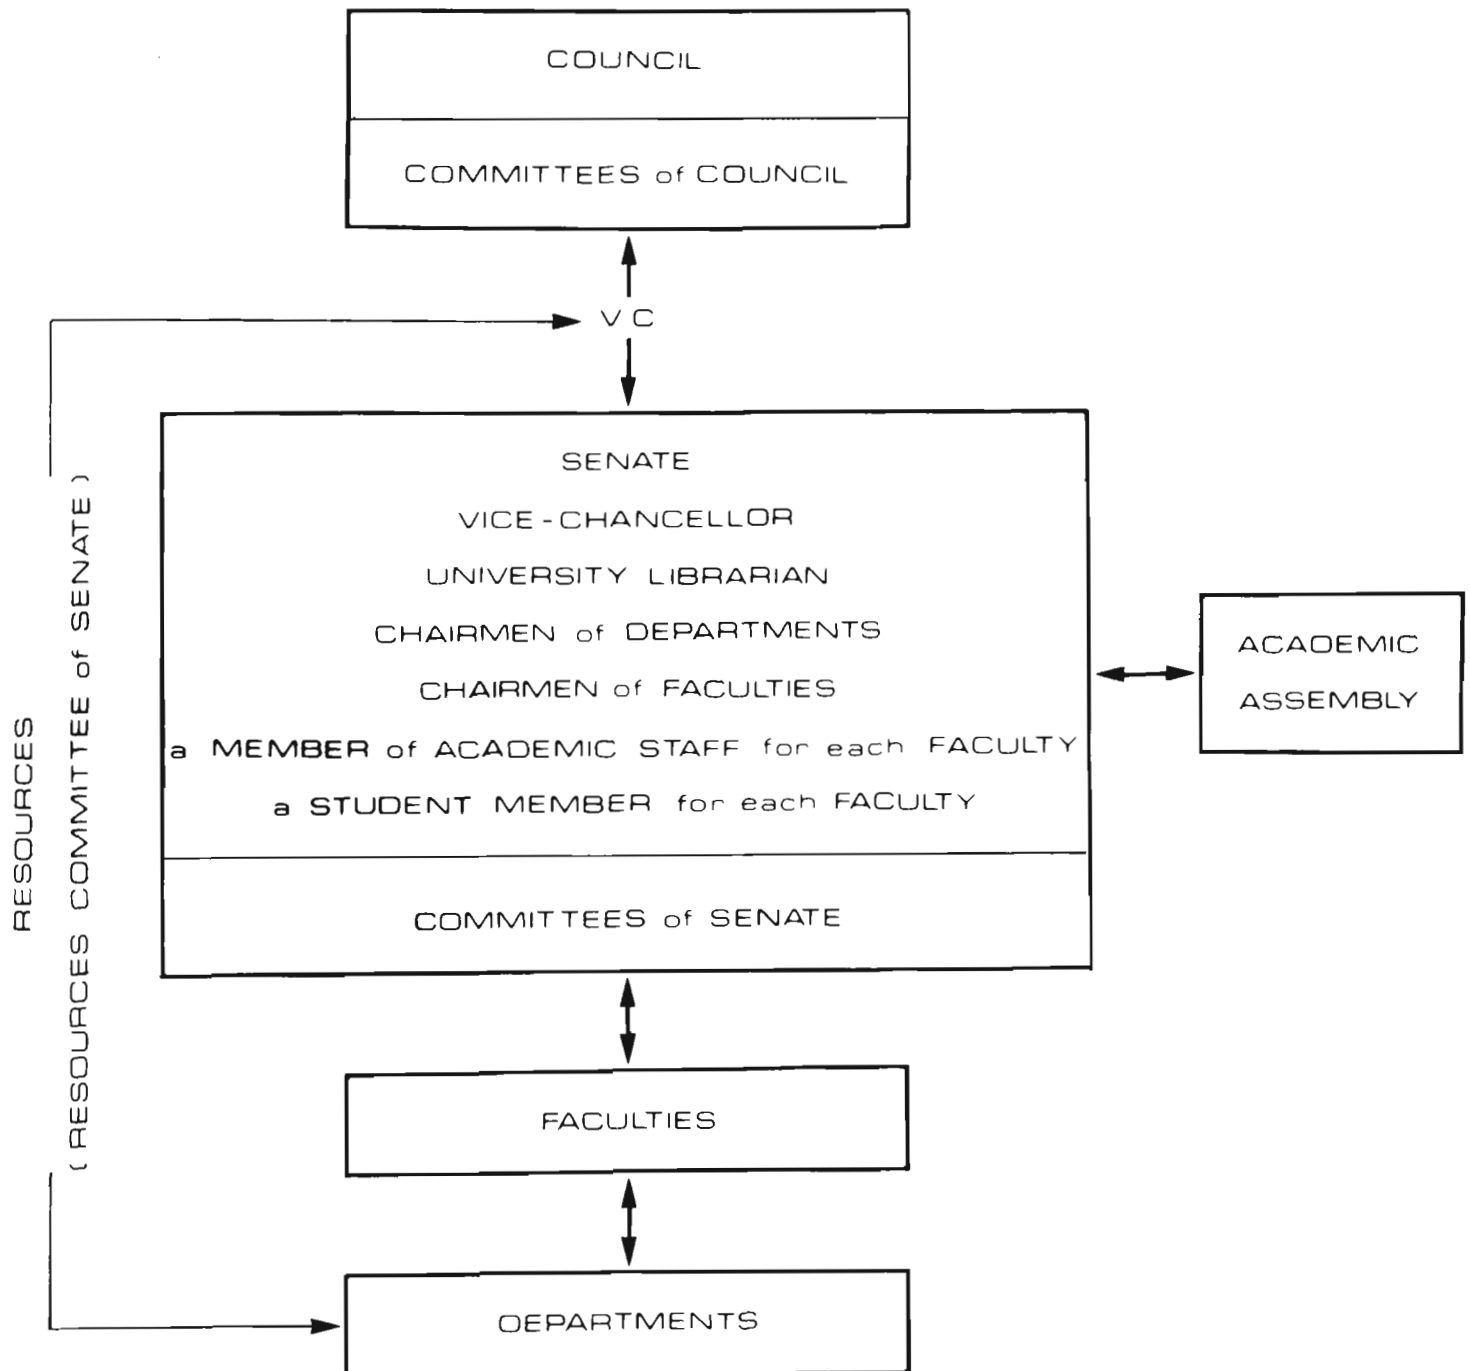 COUNCIL
COMMITTEES of COUNCIL
VC
SENATE
VICE-CHANCELLOR
UNIVERSITY LIBRARIAN
CHAIRMEN of DEPARTMENTS
CHAIRMEN of FACULTIES
a MEMBER of ACADEMIC STAFF for each FACULTY
a STUDENT MEMBER for each FACULTY
COMMITTEES of SENATE
ACADEMIC
ASSEMBLY
RESOURCES
(RESOURCES COMMITTEE of SENATE)
FACULTIES
DEPARTMENTS